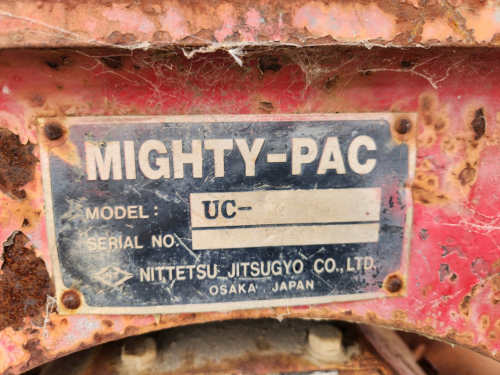 MIGHTY-PAC
MODEL: UC-
SERIAL NO.
NITTETSU JITSUGYO CO., LTD.
OSAKA JAPAN